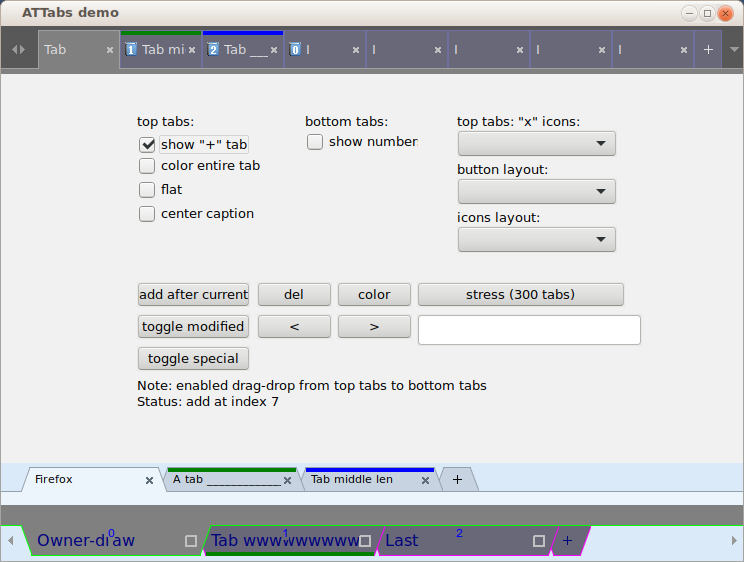 ATTabs demo
Tab 1 Tab mi 2 Tab ___ 0 I I I I I +
top tabs: bottom tabs: top tabs: "x" icons:
show "+" tab show number
color entire tab button layout:
flat
center caption icons layout:
add after current del color stress (300 tabs)
toggle modified < >
toggle special
Note: enabled drag-drop from top tabs to bottom tabs
Status: add at index 7
Firefox A tab ____________ Tab middle len +
0 1 2
Owner-draw Tab wwwwwwwww Last +